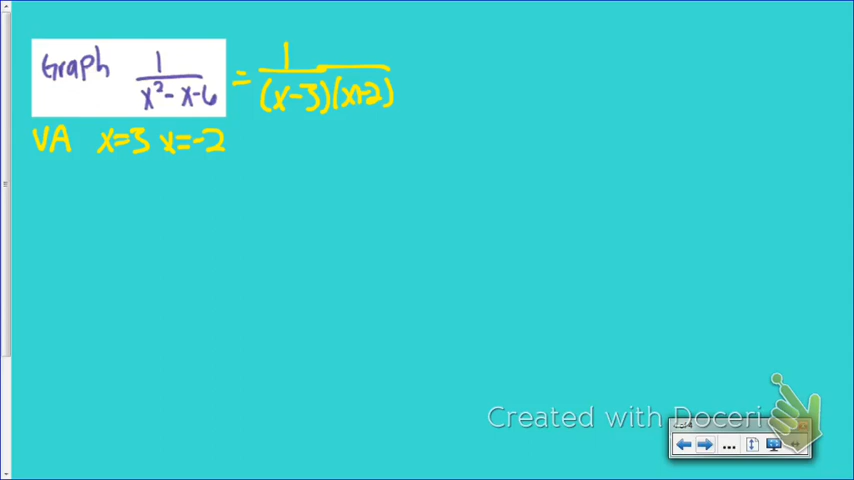 Graph 1/(x² - x - 6) = 1/((x-3)(x+2))
VA x=3 x=-2
Created with Doceri
...